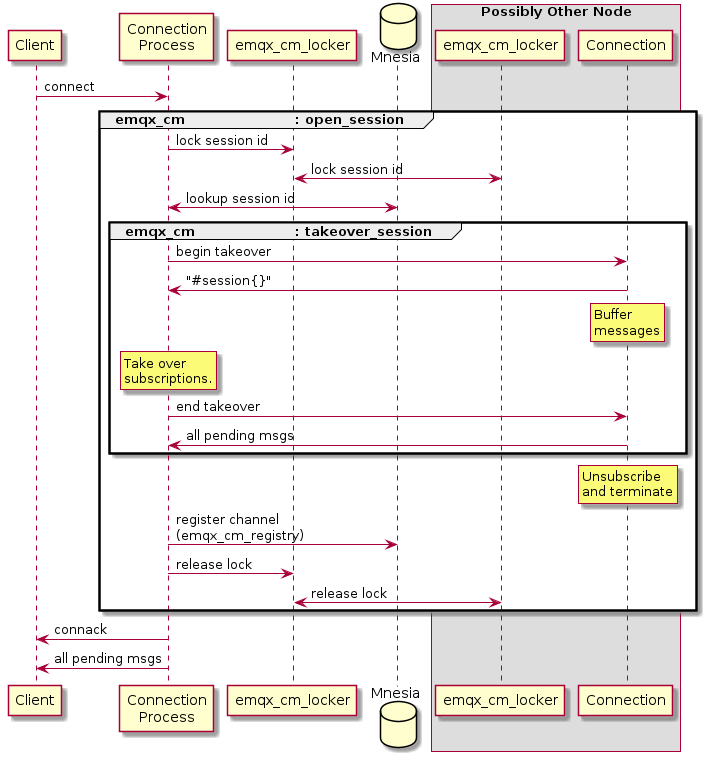 Possibly Other Node
Client
Connection
Process
emqx_cm_locker
Mnesia
emqx_cm_locker
Connection
connect
emqx_cm : open_session
lock session id
lock session id
lookup session id
emqx_cm : takeover_session
begin takeover
"#session{}"
Buffer
messages
Take over
subscriptions.
end takeover
all pending msgs
Unsubscribe
and terminate
register channel
(emqx_cm_registry)
release lock
release lock
connack
all pending msgs
Client
Connection
Process
emqx_cm_locker
Mnesia
emqx_cm_locker
Connection